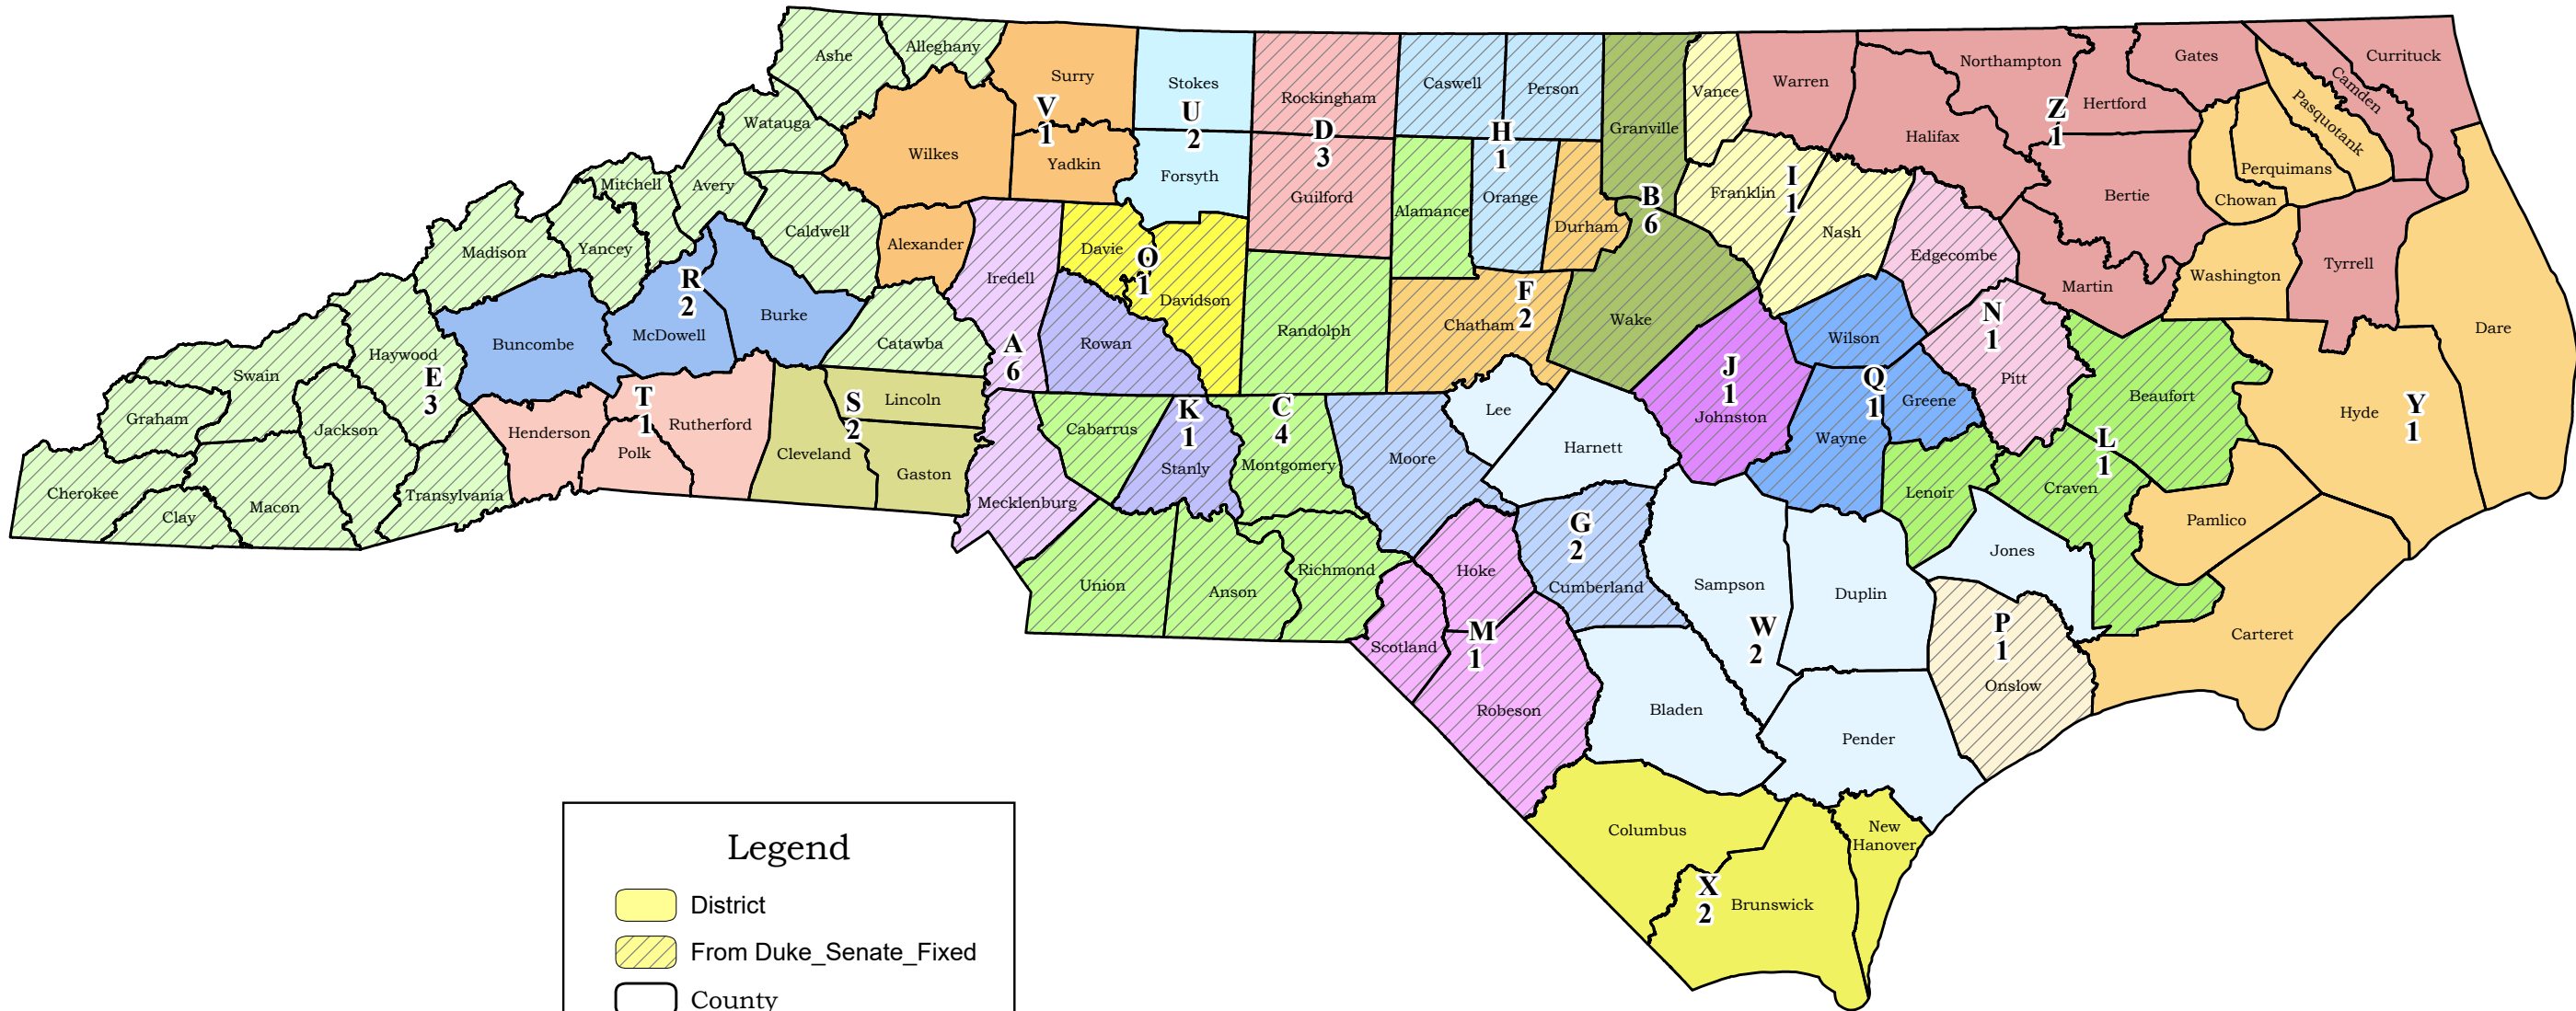 Ashe
Alleghany
Surry
Stokes
Rockingham
Caswell
Person
Granville
Vance
Warren
Northampton
Halifax
Hertford
Gates
Camden
Currituck
Pasquotank
Perquimans
Chowan
Bertie
Watauga
Wilkes
V
1
Yadkin
U
2
Forsyth
D
3
Guilford
H
1
Alamance
Orange
Durham
B
6
Franklin
I
1
Nash
Z
1
Edgecombe
Martin
Washington
Tyrrell
Dare
Mitchell
Avery
Caldwell
Alexander
Iredell
Davie
O
1
Davidson
Randolph
Chatham
F
2
Wake
Madison
Yancey
R
2
McDowell
Burke
Catawba
A
6
Rowan
J
1
Johnston
Wilson
Q
1
Greene
Wayne
N
1
Pitt
Beaufort
Hyde
Y
1
Swain
Haywood
E
3
Buncombe
Graham
Jackson
Cherokee
Clay
Macon
Transylvania
Henderson
T
1
Polk
Rutherford
S
2
Lincoln
Cleveland
Gaston
Mecklenburg
Cabarrus
K
1
Stanly
C
4
Montgomery
Moore
Lee
Harnett
Lenoir
L
1
Craven
Pamlico
Jones
Union
Anson
Richmond
Hoke
Scotland
M
1
Robeson
G
2
Cumberland
Sampson
Duplin
W
2
P
1
Onslow
Carteret
Bladen
Pender
Columbus
X
2
Brunswick
New
Hanover
Legend
District
From Duke_Senate_Fixed
County